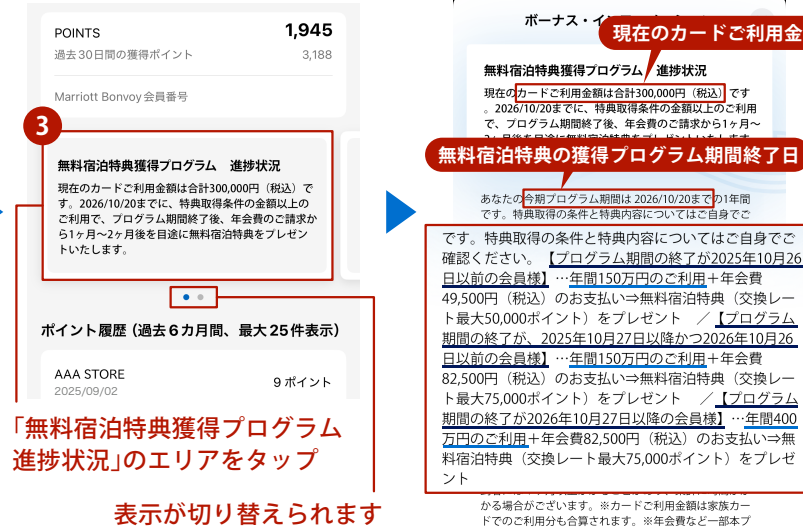 POINTS 1,945
過去30日間の獲得ポイント 3,188
Marriott Bonvoy 会員番号
3
無料宿泊特典獲得プログラム 進捗状況
現在のカードご利用金額は合計300,000円（税込）で
す。2026/10/20までに、特典取得条件の金額以上の
ご利用で、プログラム期間終了後、年会費のご請求か
ら1ヶ月〜2ヶ月後を目途に無料宿泊特典をプレゼン
トいたします。
ポイント履歴（過去６カ月間、最大25件表示）
AAA STORE
2025/09/02
9 ポイント
「無料宿泊特典獲得プログラム
進捗状況」のエリアをタップ
表示が切り替えられます
ボーナス・イ
現在のカードご利用金
無料宿泊特典獲得プログラム 進捗状況
現在のカードご利用金額は合計300,000円（税込）です
。2026/10/20までに、特典取得条件の金額以上のご利用
で、プログラム期間終了後、年会費のご請求から1ヶ月〜
無料宿泊特典の獲得プログラム期間終了日
あなたの今期プログラム期間は 2026/10/20までの1年間
です。特典取得の条件と特典内容についてはご自身でご
です。特典取得の条件と特典内容についてはご自身でご
確認ください。【プログラム期間の終了が2025年10月26
日以前の会員様】…年間150万円のご利用＋年会費
49,500円（税込）のお支払い⇒無料宿泊特典（交換レー
ト最大50,000ポイント）をプレゼント ／【プログラム
期間の終了が、2025年10月27日以降かつ2026年10月26
日以前の会員様】…年間150万円のご利用＋年会費
82,500円（税込）のお支払い⇒無料宿泊特典（交換レー
ト最大75,000ポイント）をプレゼント ／【プログラム
期間の終了が2026年10月27日以降の会員様】…年間400
万円のご利用＋年会費82,500円（税込）のお支払い⇒無
料宿泊特典（交換レート最大75,000ポイント）をプレゼ
ント
かる場合がございます。※カードご利用金額は家族カー
ドでのご利用分も合算されます。※年会費など一部本プ